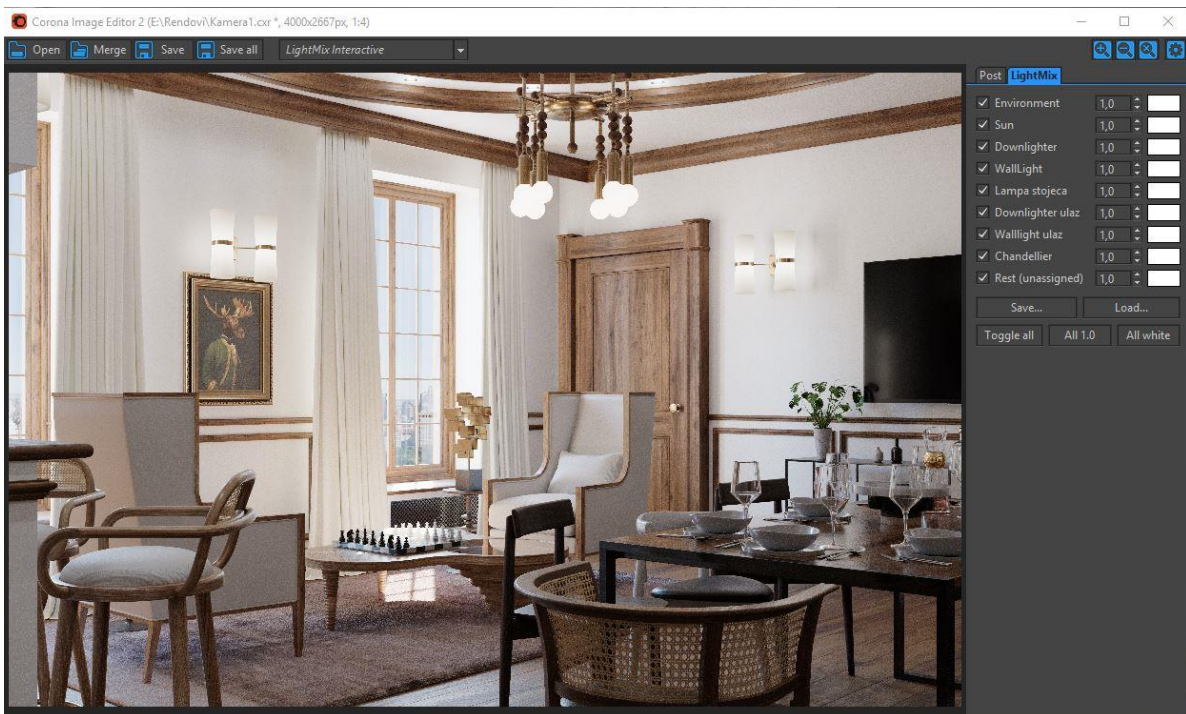 Corona Image Editor 2 (E:\Rendovi\Kamera1.cxr *, 4000x2667px, 1:4)
Open Merge Save Save all LightMix Interactive
Post LightMix
Environment 1,0
Sun 1,0
Downlighter 1,0
WallLight 1,0
Lampa stojeca 1,0
Downlighter ulaz 1,0
Walllight ulaz 1,0
Chandellier 1,0
Rest (unassigned) 1,0
Save... Load...
Toggle all All 1.0 All white